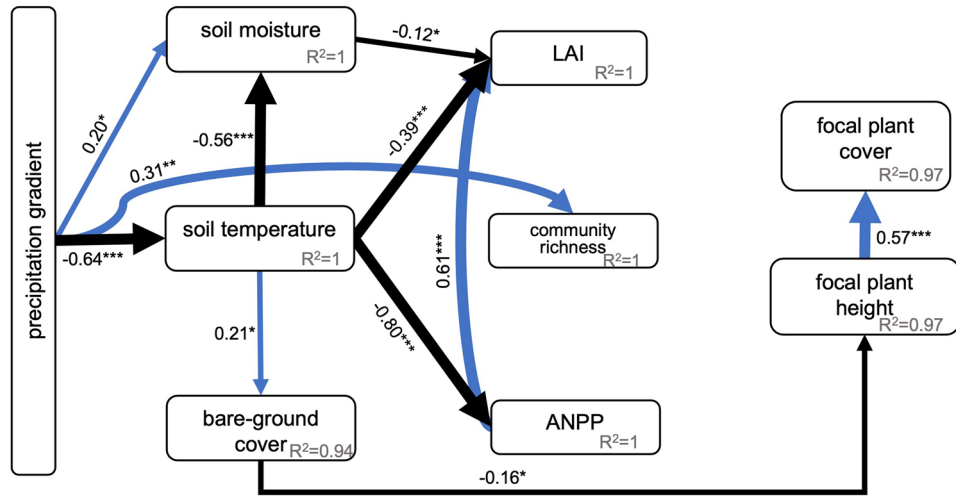 precipitation gradient
soil moisture
R²=1
-0.12*
LAI
R²=1
0.20*
-0.56***
-0.39***
focal plant
cover
R²=0.97
0.31**
soil temperature
R²=1
-0.64***
community
richness
R²=1
0.61***
0.57***
focal plant
height
R²=0.97
0.21*
-0.80***
bare-ground
cover
R²=0.94
ANPP
R²=1
-0.16*